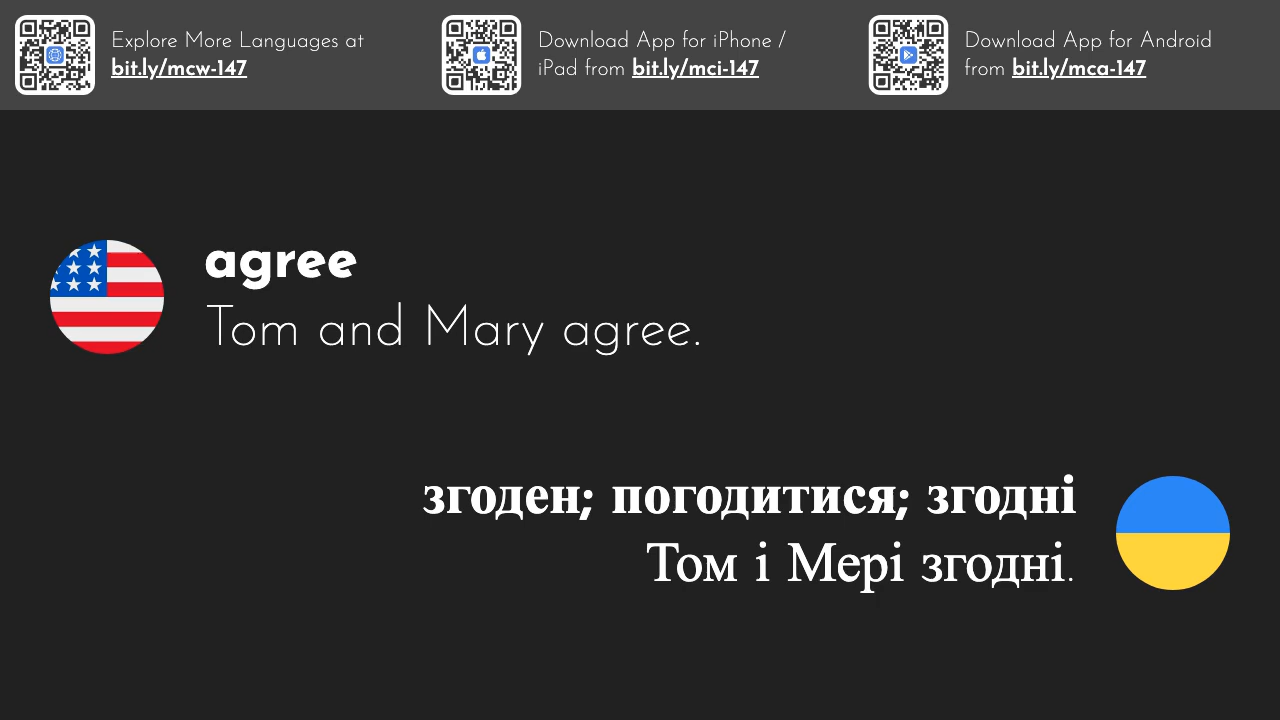 Explore More Languages at
bit.ly/mcw-147
Download App for iPhone /
iPad from bit.ly/mci-147
Download App for Android
from bit.ly/mca-147
agree
Tom and Mary agree.
згоден; погодитися; згодні
Том і Мері згодні.